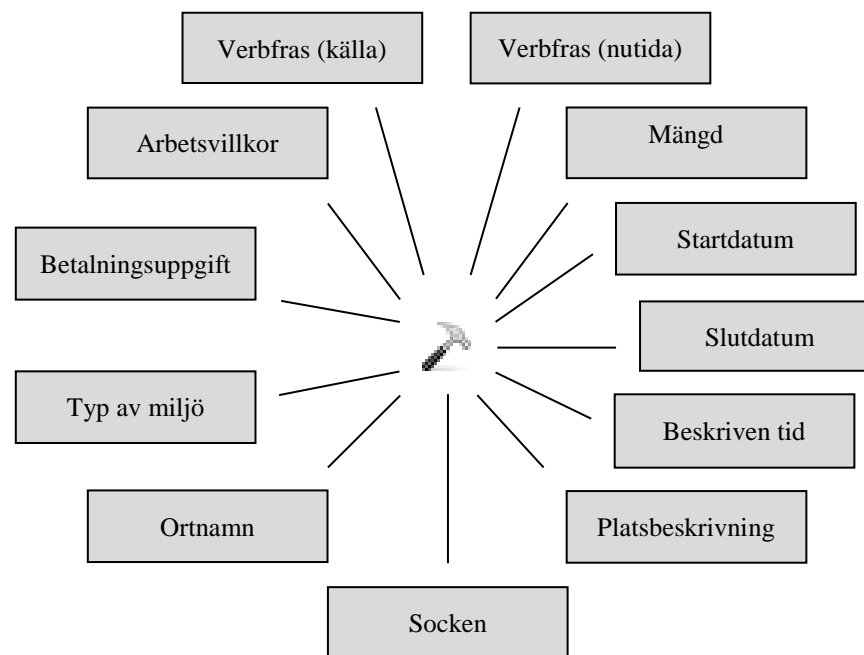 Verbfras (källa)
Verbfras (nutida)
Arbetsvillkor
Mängd
Betalningsuppgift
Startdatum
Slutdatum
Typ av miljö
Beskriven tid
Ortnamn
Platsbeskrivning
Socken